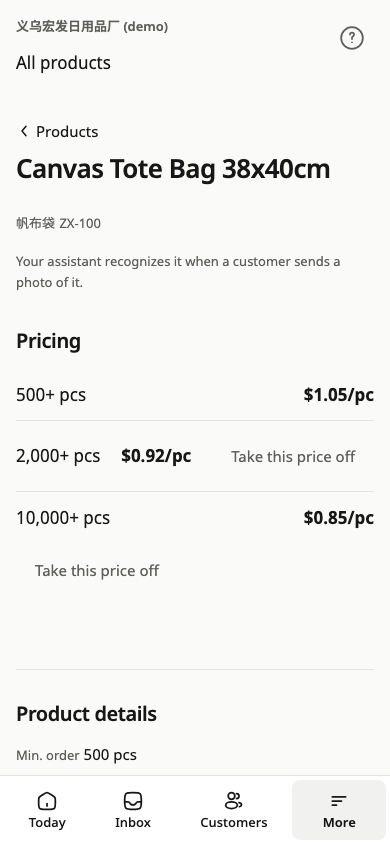 义乌宏发日用品厂 (demo)
All products
Products
Canvas Tote Bag 38x40cm
帆布袋 ZX-100
Your assistant recognizes it when a customer sends a
photo of it.
Pricing
500+ pcs $1.05/pc
2,000+ pcs $0.92/pc Take this price off
10,000+ pcs $0.85/pc
Take this price off
Product details
Min. order 500 pcs
Today Inbox Customers More